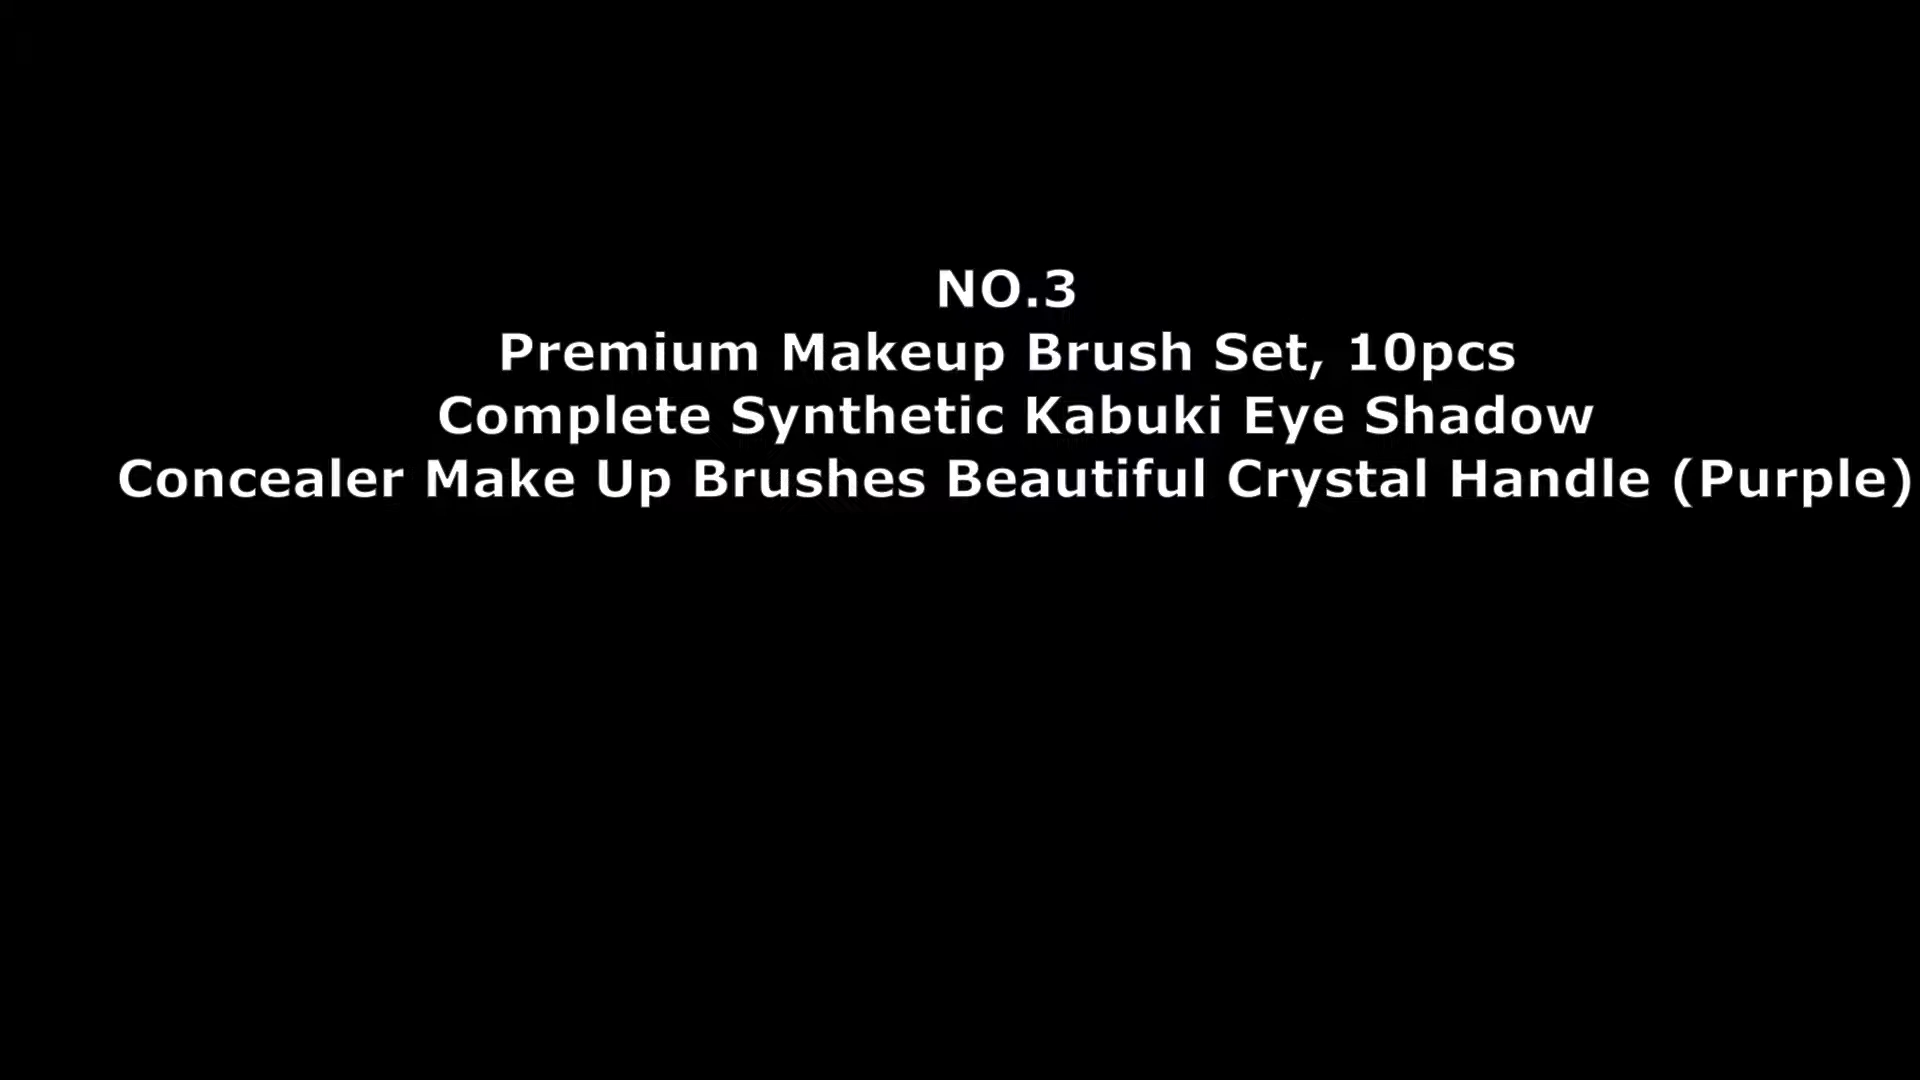 NO.3
Premium Makeup Brush Set, 10pcs
Complete Synthetic Kabuki Eye Shadow
Concealer Make Up Brushes Beautiful Crystal Handle (Purple)